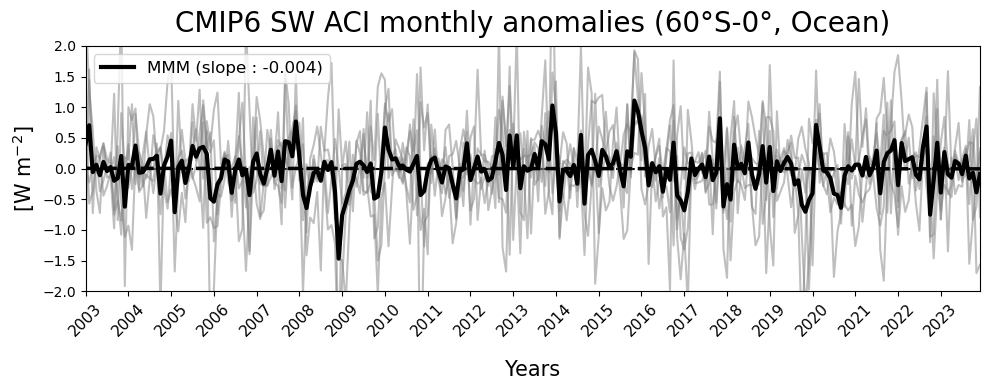 CMIP6 SW ACI monthly anomalies (60°S-0°, Ocean)
MMM (slope : -0.004)
[W m⁻²]
2.0
1.5
1.0
0.5
0.0
−0.5
−1.0
−1.5
−2.0
2003 2004 2005 2006 2007 2008 2009 2010 2011 2012 2013 2014 2015 2016 2017 2018 2019 2020 2021 2022 2023
Years